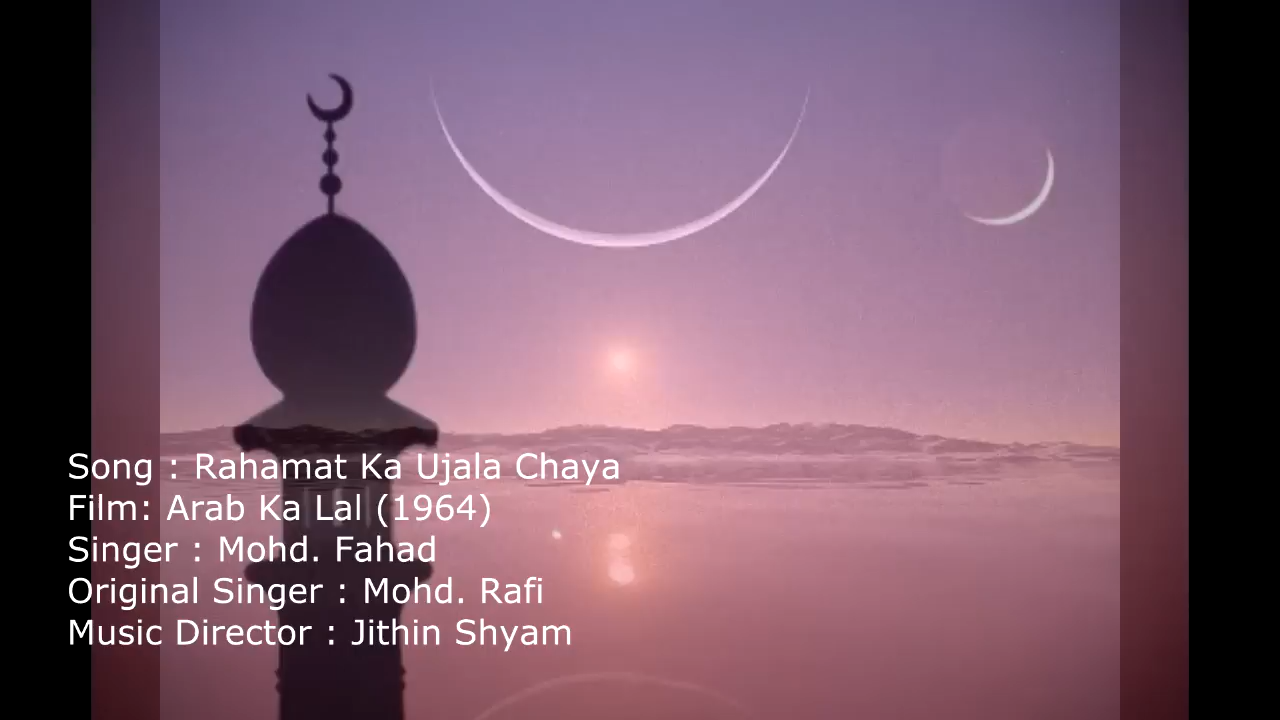 Song : Rahamat Ka Ujala Chaya
Film: Arab Ka Lal (1964)
Singer : Mohd. Fahad
Original Singer : Mohd. Rafi
Music Director : Jithin Shyam